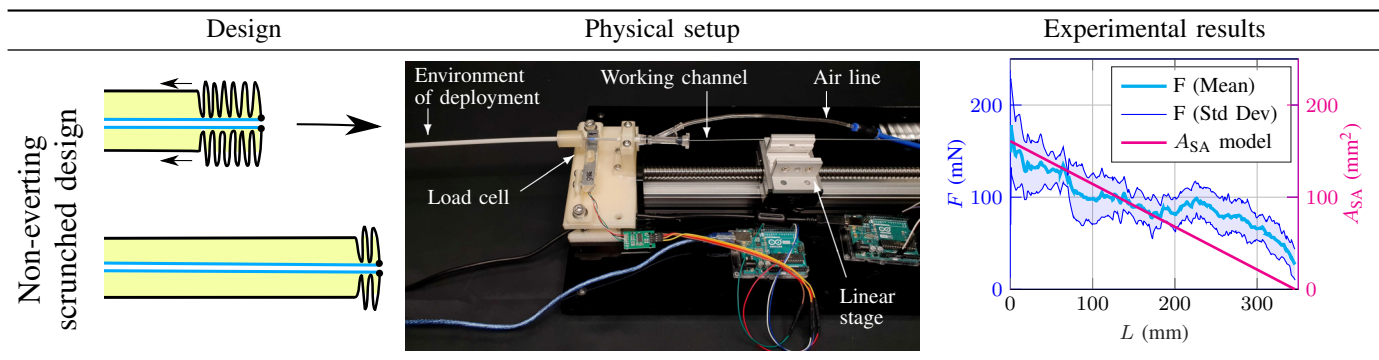 Design
Physical setup
Experimental results
Non-everting
scrunched design
Environment
of deployment
Working channel
Air line
Load cell
Linear
stage
F (Mean)
F (Std Dev)
A_SA model
F (mN)
0
100
200
A_SA (mm²)
0
100
200
0
100
200
300
L (mm)